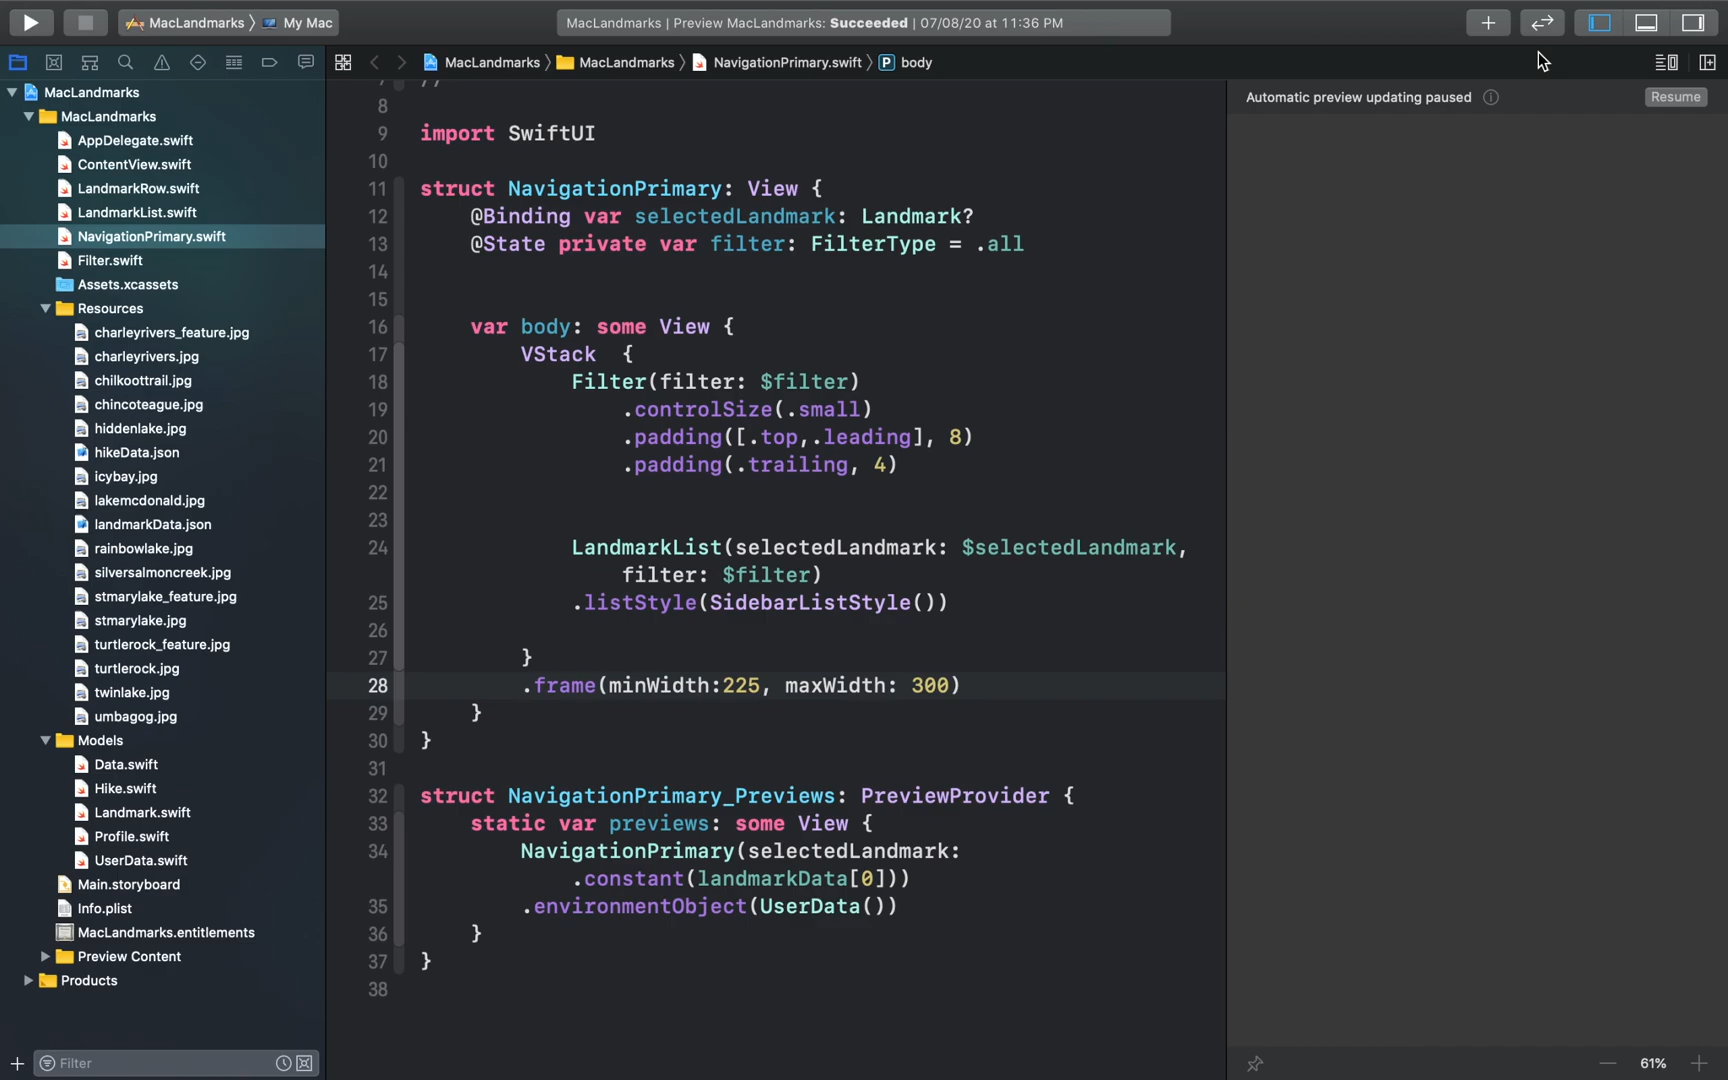 MacLandmarks
My Mac
MacLandmarks | Preview MacLandmarks: Succeeded | 07/08/20 at 11:36 PM
MacLandmarks
MacLandmarks
NavigationPrimary.swift
P body
Automatic preview updating paused
Resume
MacLandmarks
MacLandmarks
AppDelegate.swift
ContentView.swift
LandmarkRow.swift
LandmarkList.swift
NavigationPrimary.swift
Filter.swift
Assets.xcassets
Resources
charleyrivers_feature.jpg
charleyrivers.jpg
chilkoottrail.jpg
chincoteague.jpg
hiddenlake.jpg
hikeData.json
icybay.jpg
lakemcdonald.jpg
landmarkData.json
rainbowlake.jpg
silversalmoncreek.jpg
stmarylake_feature.jpg
stmarylake.jpg
turtlerock_feature.jpg
turtlerock.jpg
twinlake.jpg
umbagog.jpg
Models
Data.swift
Hike.swift
Landmark.swift
Profile.swift
UserData.swift
Main.storyboard
Info.plist
MacLandmarks.entitlements
Preview Content
Products
Filter
//
8
9 import SwiftUI
10
11 struct NavigationPrimary: View {
12 @Binding var selectedLandmark: Landmark?
13 @State private var filter: FilterType = .all
14
15
16 var body: some View {
17 VStack {
18 Filter(filter: $filter)
19 .controlSize(.small)
20 .padding([.top,.leading], 8)
21 .padding(.trailing, 4)
22
23
24 LandmarkList(selectedLandmark: $selectedLandmark,
filter: $filter)
25 .listStyle(SidebarListStyle())
26
27 }
28 .frame(minWidth:225, maxWidth: 300)
29 }
30 }
31
32 struct NavigationPrimary_Previews: PreviewProvider {
33 static var previews: some View {
34 NavigationPrimary(selectedLandmark:
.constant(landmarkData[0]))
35 .environmentObject(UserData())
36 }
37 }
38
61%